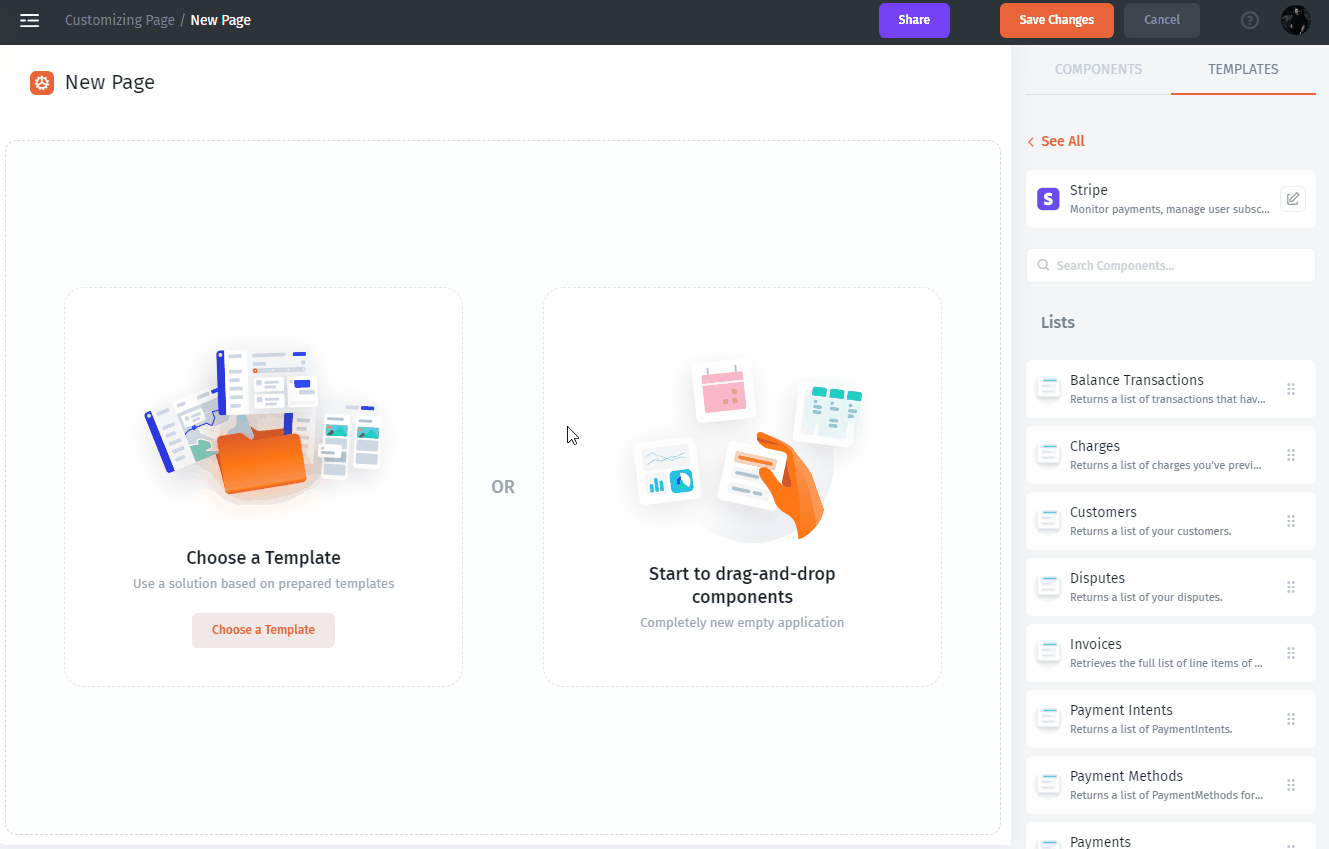 Customizing Page / New Page
Share
Save Changes
Cancel
?
New Page
COMPONENTS
TEMPLATES
See All
S
Stripe
Monitor payments, manage user subsc...
Search Components...
Lists
Balance Transactions
Returns a list of transactions that hav...
Charges
Returns a list of charges you've previ...
Customers
Returns a list of your customers.
Disputes
Returns a list of your disputes.
Invoices
Retrieves the full list of line items of ...
Payment Intents
Returns a list of PaymentIntents.
Payment Methods
Returns a list of PaymentMethods for...
Payments
Choose a Template
Use a solution based on prepared templates
Choose a Template
OR
Start to drag-and-drop
components
Completely new empty application